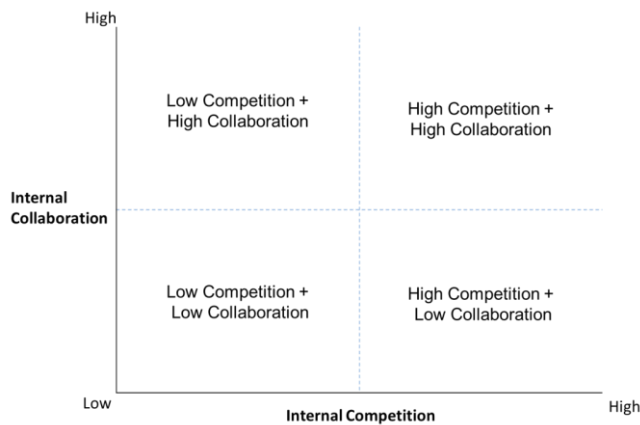 High
Low Competition +
High Collaboration
High Competition +
High Collaboration
Internal
Collaboration
Low Competition +
Low Collaboration
High Competition +
Low Collaboration
Low
Internal Competition
High